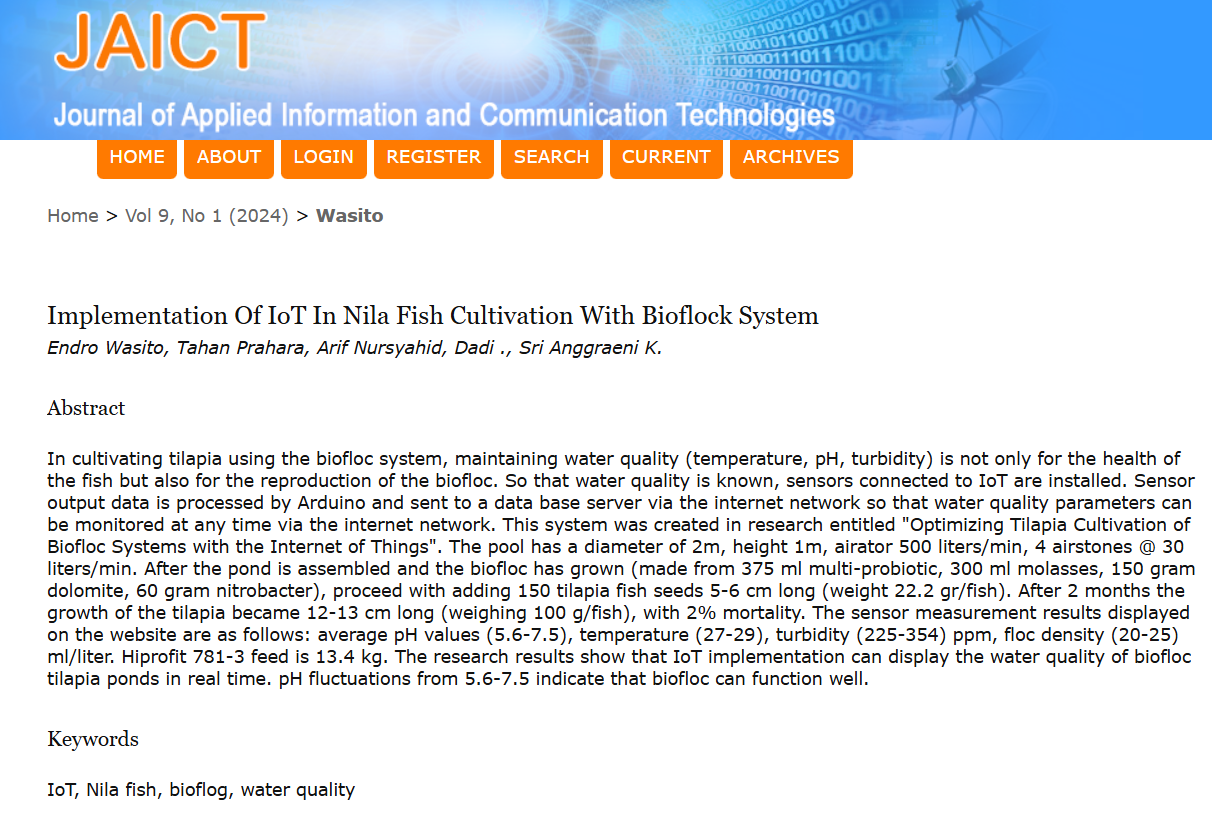 JAICT
Journal of Applied Information and Communication Technologies
HOME ABOUT LOGIN REGISTER SEARCH CURRENT ARCHIVES
Home > Vol 9, No 1 (2024) > Wasito
Implementation Of IoT In Nila Fish Cultivation With Bioflock System
Endro Wasito, Tahan Prahara, Arif Nursyahid, Dadi ., Sri Anggraeni K.
Abstract
In cultivating tilapia using the biofloc system, maintaining water quality (temperature, pH, turbidity) is not only for the health of
the fish but also for the reproduction of the biofloc. So that water quality is known, sensors connected to IoT are installed. Sensor
output data is processed by Arduino and sent to a data base server via the internet network so that water quality parameters can
be monitored at any time via the internet network. This system was created in research entitled "Optimizing Tilapia Cultivation of
Biofloc Systems with the Internet of Things". The pool has a diameter of 2m, height 1m, airator 500 liters/min, 4 airstones @ 30
liters/min. After the pond is assembled and the biofloc has grown (made from 375 ml multi-probiotic, 300 ml molasses, 150 gram
dolomite, 60 gram nitrobacter), proceed with adding 150 tilapia fish seeds 5-6 cm long (weight 22.2 gr/fish). After 2 months the
growth of the tilapia became 12-13 cm long (weighing 100 g/fish), with 2% mortality. The sensor measurement results displayed
on the website are as follows: average pH values (5.6-7.5), temperature (27-29), turbidity (225-354) ppm, floc density (20-25)
ml/liter. Hiprofit 781-3 feed is 13.4 kg. The research results show that IoT implementation can display the water quality of biofloc
tilapia ponds in real time. pH fluctuations from 5.6-7.5 indicate that biofloc can function well.
Keywords
IoT, Nila fish, bioflog, water quality